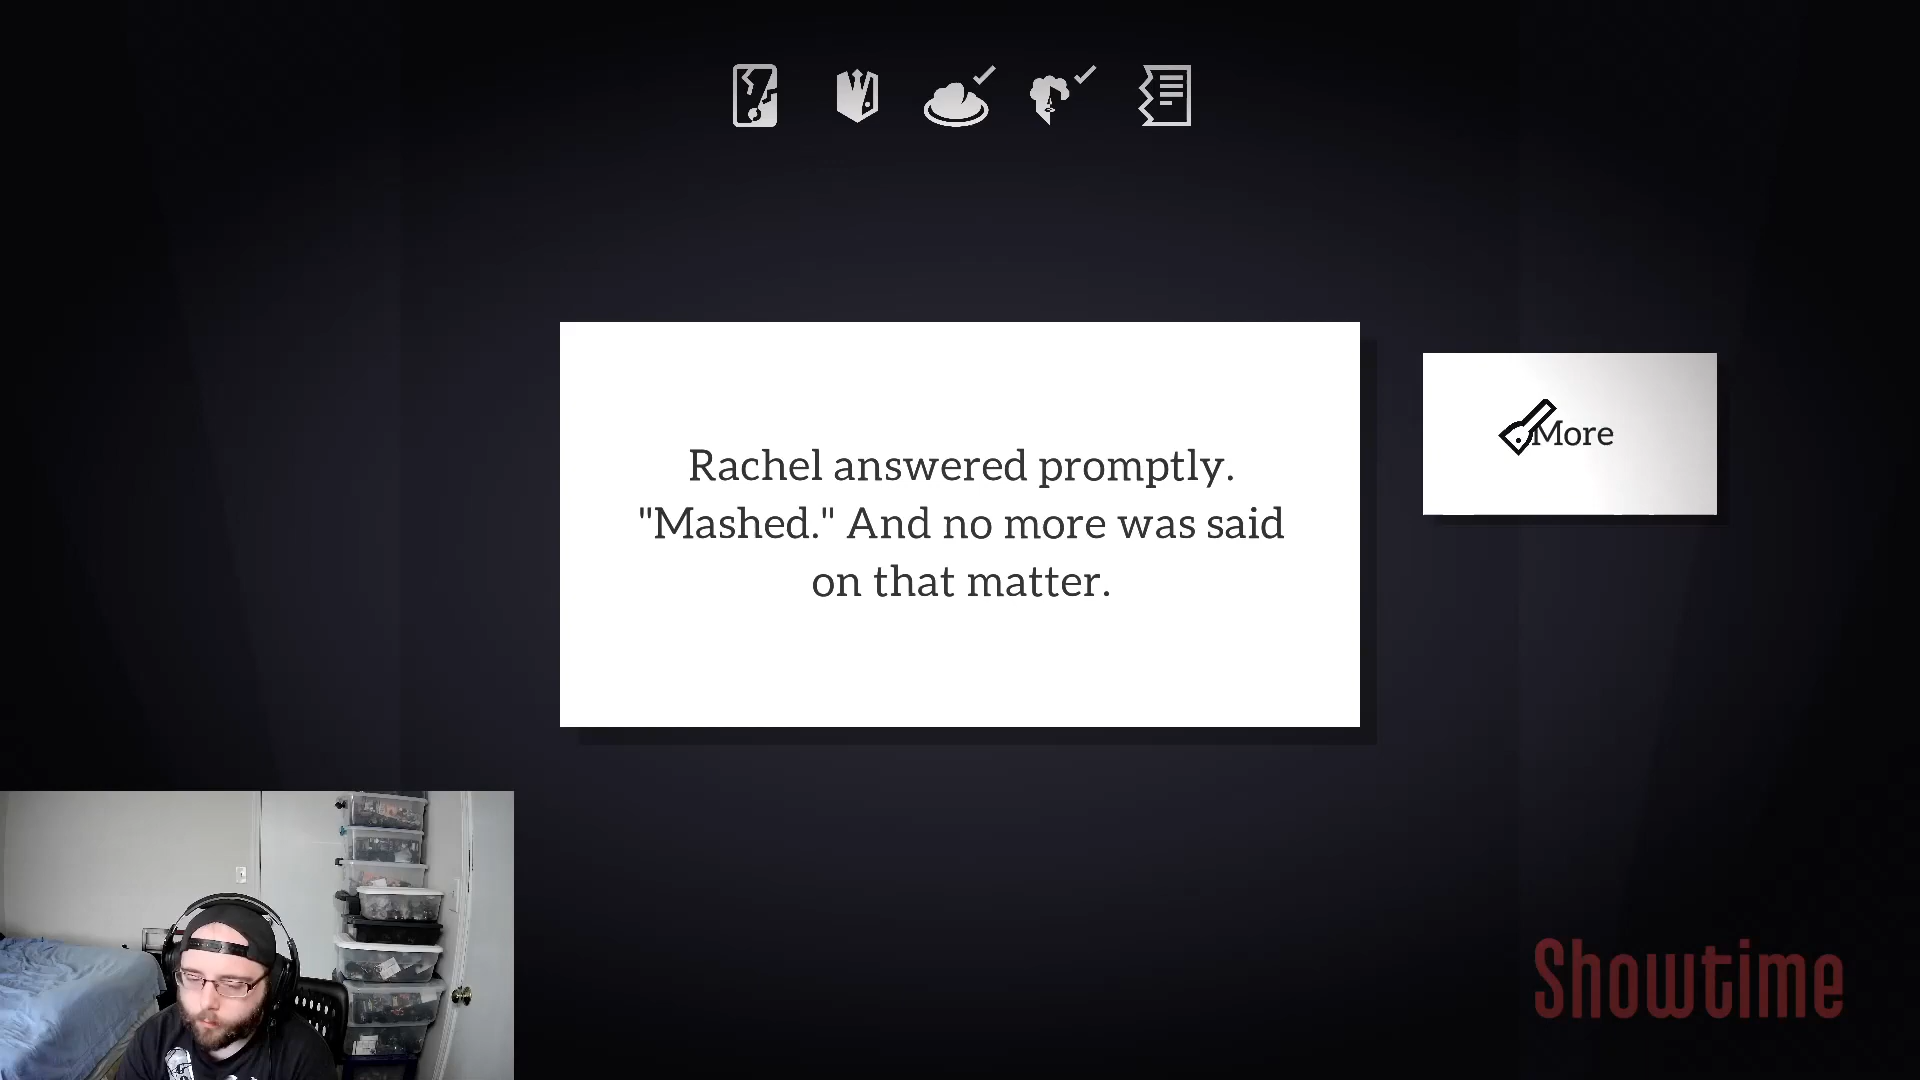 Rachel answered promptly.
"Mashed." And no more was said
on that matter.
More
Showtime